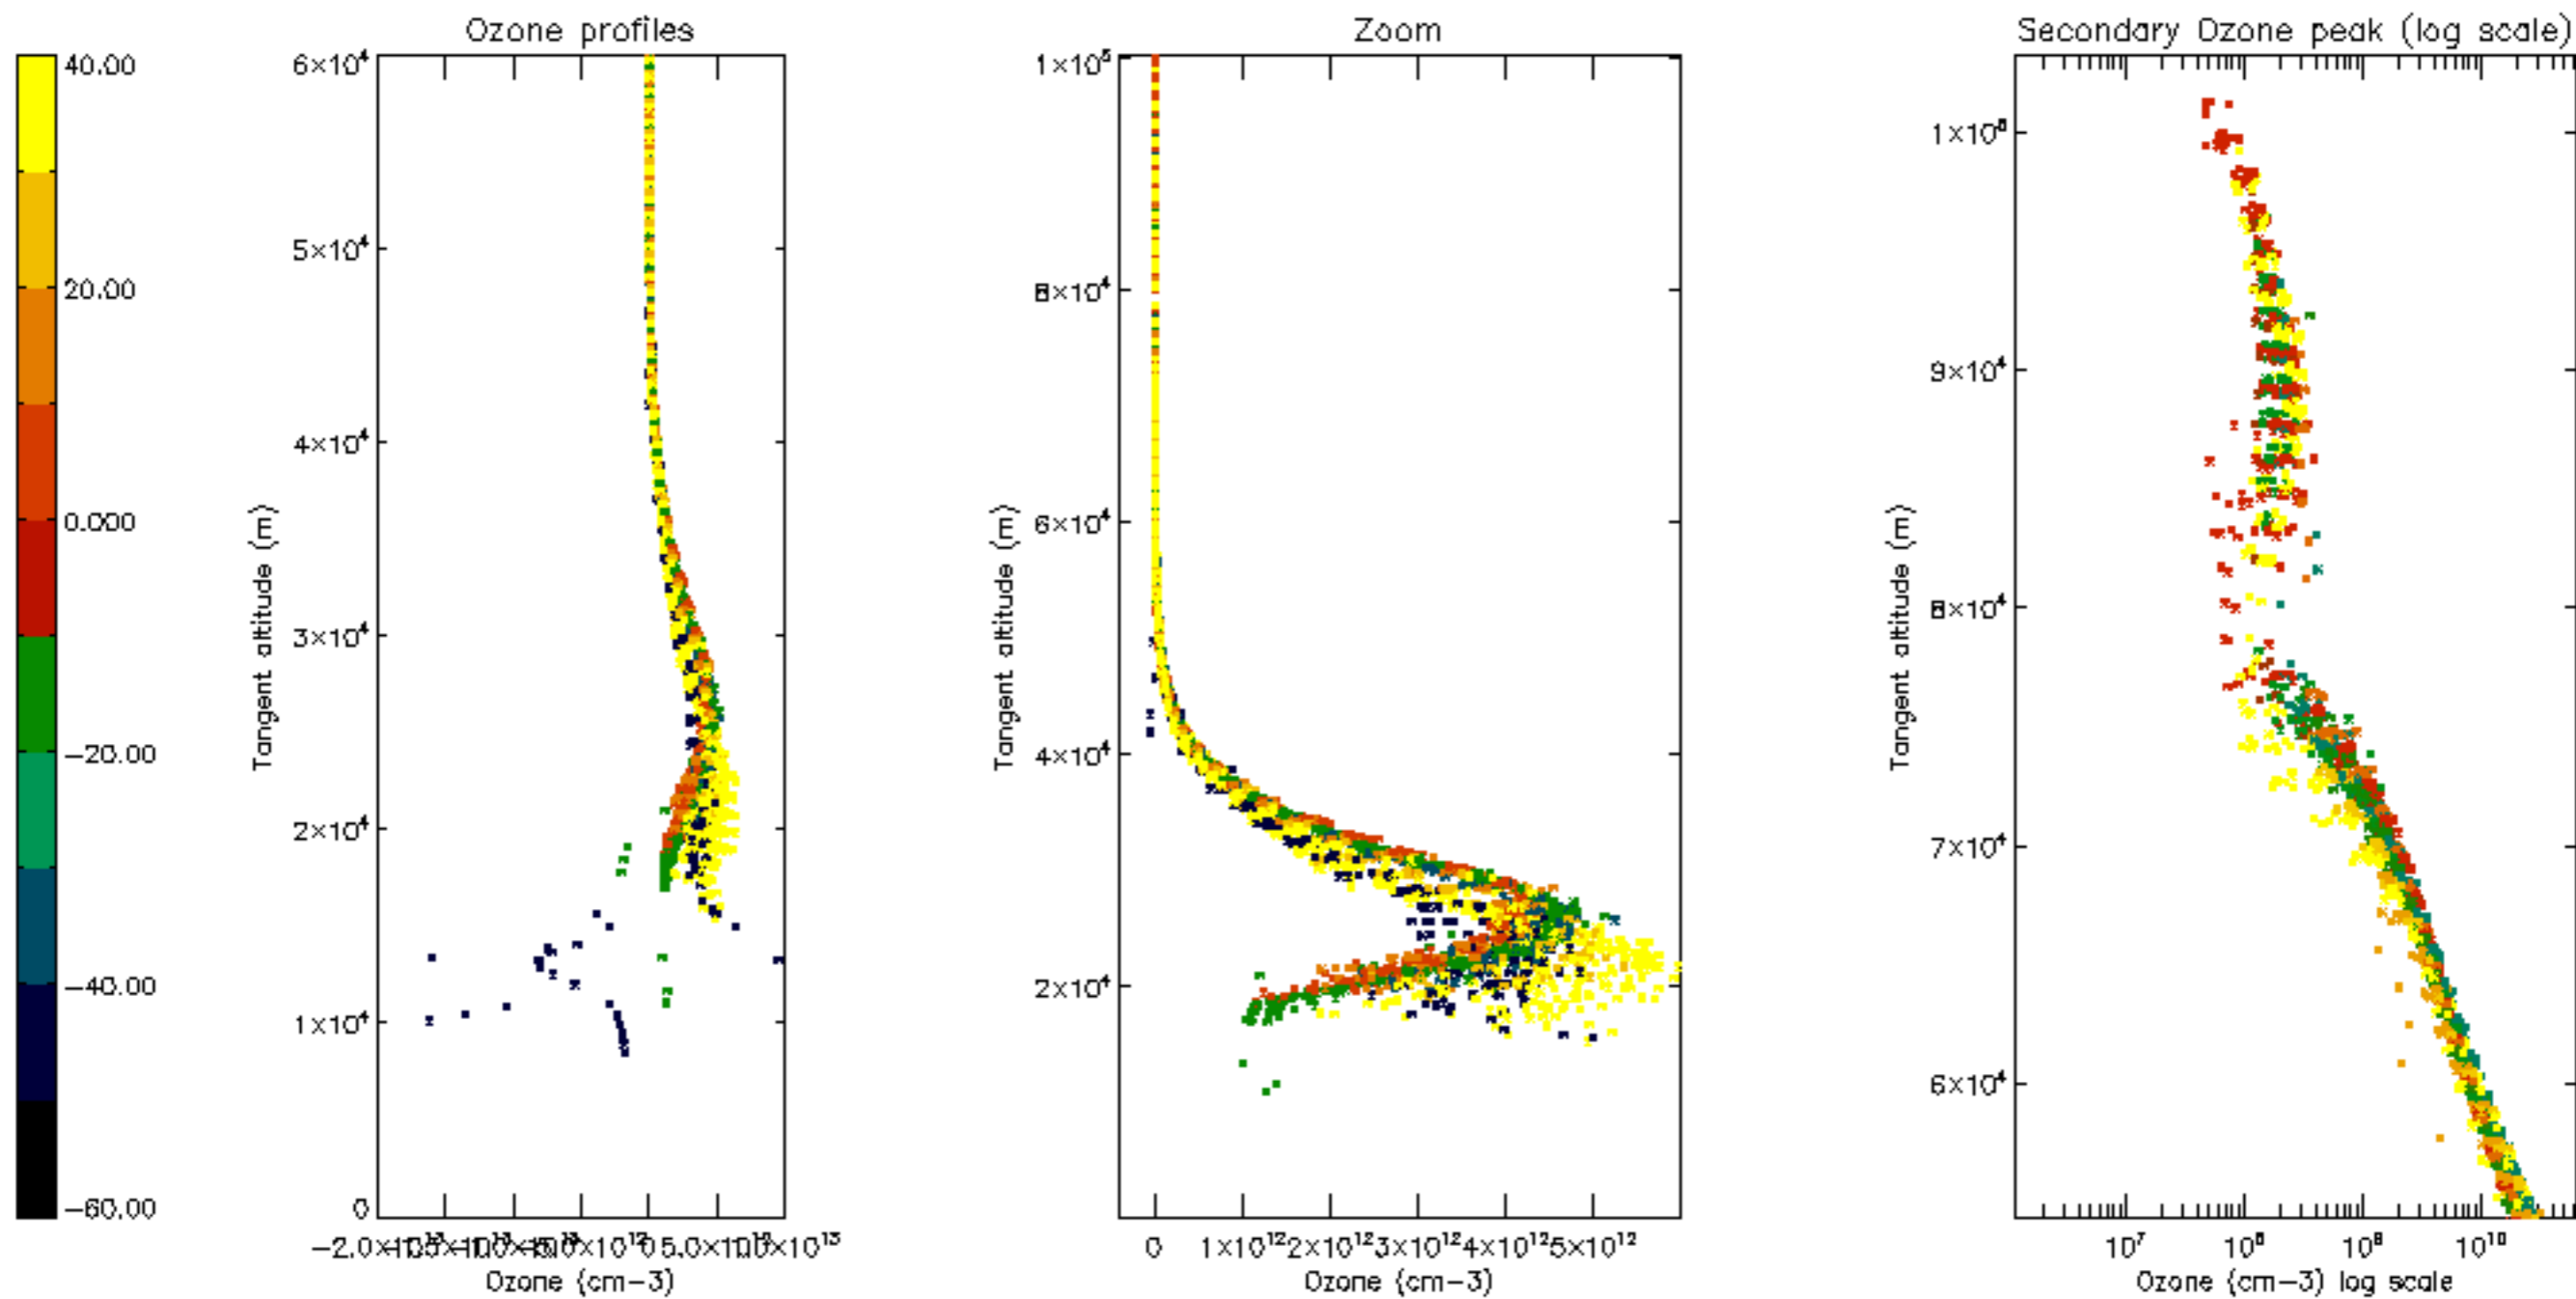 Ozone profiles
Zoom
Secondary Ozone peak (log scale)
40.00
20.00
0.000
−20.00
−40.00
−60.00
6×10⁴
5×10⁴
4×10⁴
3×10⁴
2×10⁴
1×10⁴
0
Tangent altitude (m)
Ozone (cm−3)
1×10⁵
8×10⁴
6×10⁴
4×10⁴
2×10⁴
Tangent altitude (m)
0 1×10¹² 2×10¹² 3×10¹² 4×10¹² 5×10¹²
Ozone (cm−3)
9×10⁴
8×10⁴
7×10⁴
6×10⁴
Tangent altitude (m)
10⁷ 10⁸ 10⁹ 10¹⁰
Ozone (cm−3) log scale